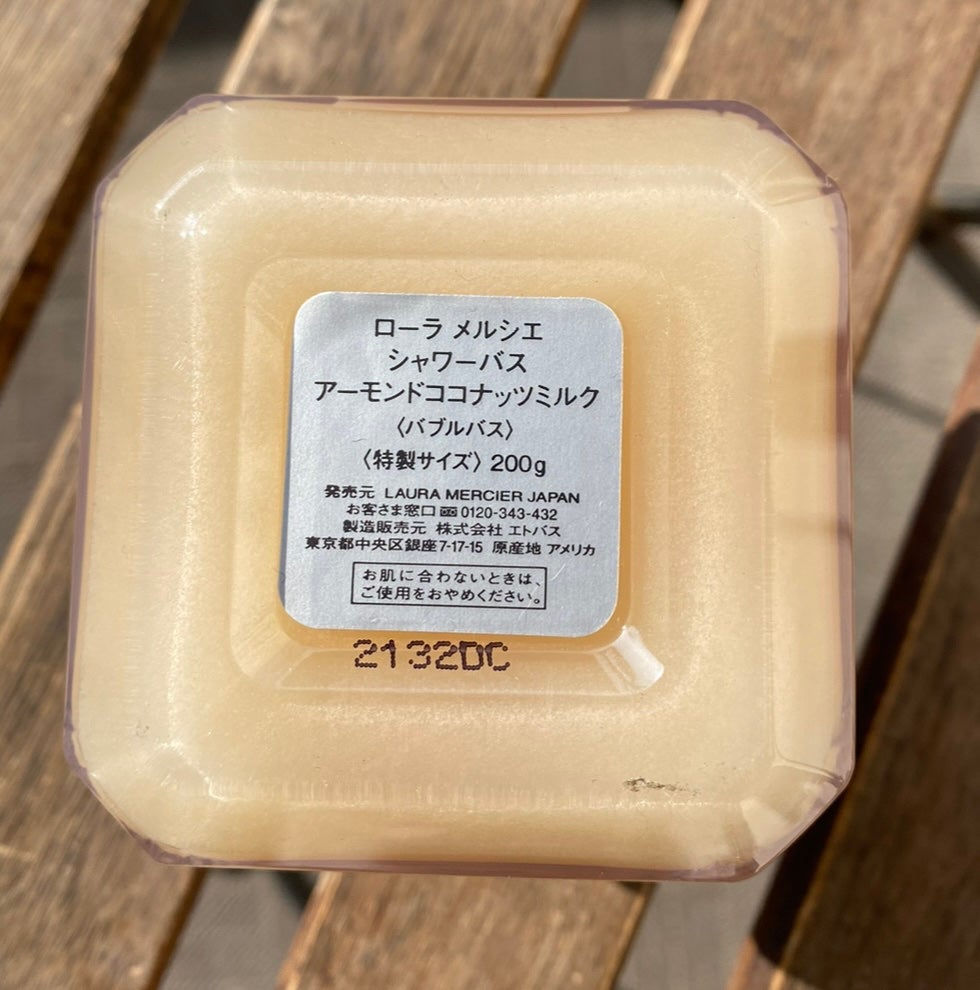 ローラ メルシエ
シャワーバス
アーモンドココナッツミルク
〈バブルバス〉
〈特製サイズ〉200g
発売元 LAURA MERCIER JAPAN
お客さま窓口 0120-343-432
製造販売元 株式会社 エトバス
東京都中央区銀座7-17-15 原産地 アメリカ
お肌に合わないときは、
ご使用をおやめください。
2132DC